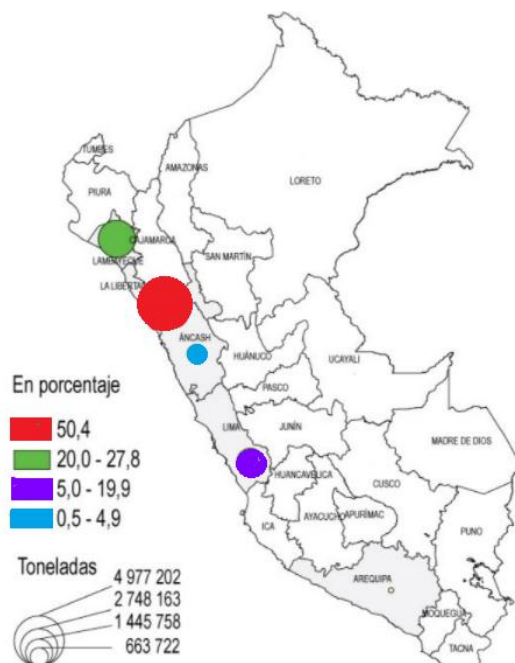 TUMBES
PIURA
AMAZONAS
LORETO
CAJAMARCA
LAMBAYEQUE
SAN MARTÍN
LA LIBERTAD
ÁNCASH
HUÁNUCO
UCAYALI
PASCO
LIMA
JUNÍN
MADRE DE DIOS
HUANCAVELICA
CUSCO
ICA
AYACUCHO
APURÍMAC
PUNO
AREQUIPA
MOQUEGUA
TACNA
En porcentaje
50,4
20,0 - 27,8
5,0 - 19,9
0,5 - 4,9
Toneladas
4 977 202
2 748 163
1 445 758
663 722